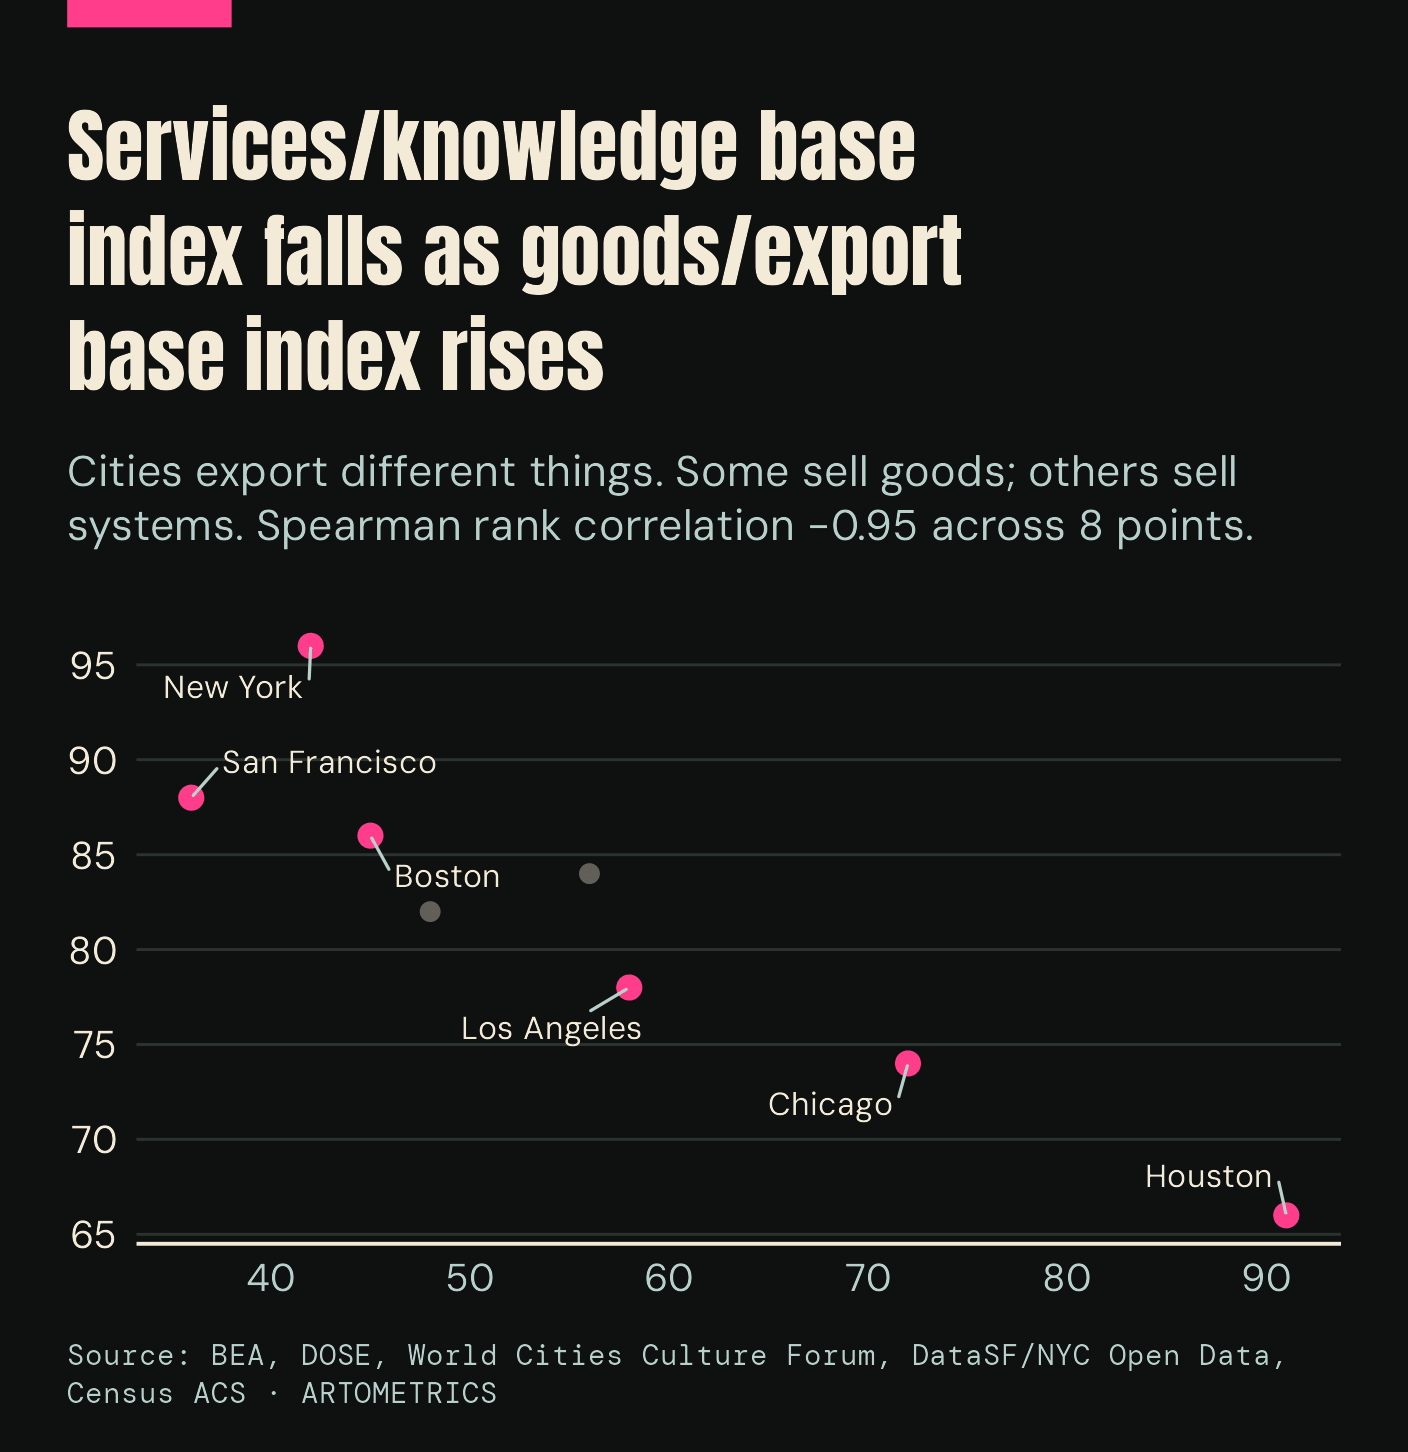 Services/knowledge base
index falls as goods/export
base index rises
Cities export different things. Some sell goods; others sell
systems. Spearman rank correlation −0.95 across 8 points.
95
New York
90
San Francisco
85
Boston
80
Los Angeles
75
Chicago
70
Houston
65
40 50 60 70 80 90
Source: BEA, DOSE, World Cities Culture Forum, DataSF/NYC Open Data,
Census ACS · ARTOMETRICS